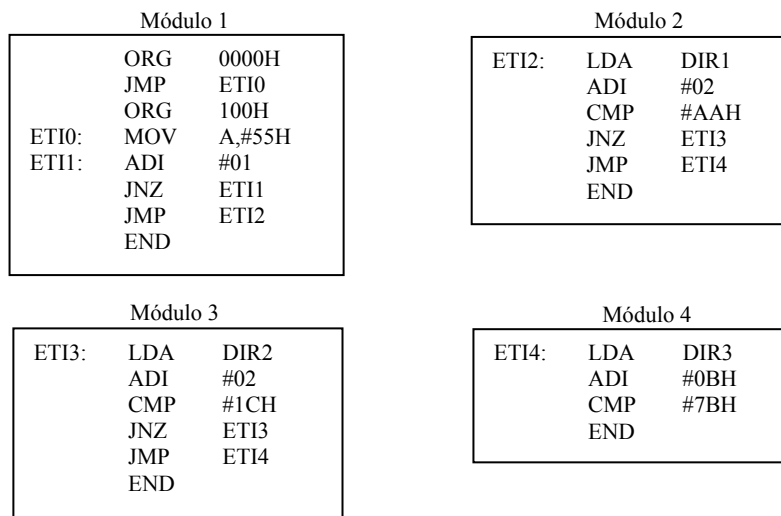 Módulo 1
ORG 0000H
JMP ETI0
ORG 100H
ETI0: MOV A,#55H
ETI1: ADI #01
JNZ ETI1
JMP ETI2
END
Módulo 2
ETI2: LDA DIR1
ADI #02
CMP #AAH
JNZ ETI3
JMP ETI4
END
Módulo 3
ETI3: LDA DIR2
ADI #02
CMP #1CH
JNZ ETI3
JMP ETI4
END
Módulo 4
ETI4: LDA DIR3
ADI #0BH
CMP #7BH
END